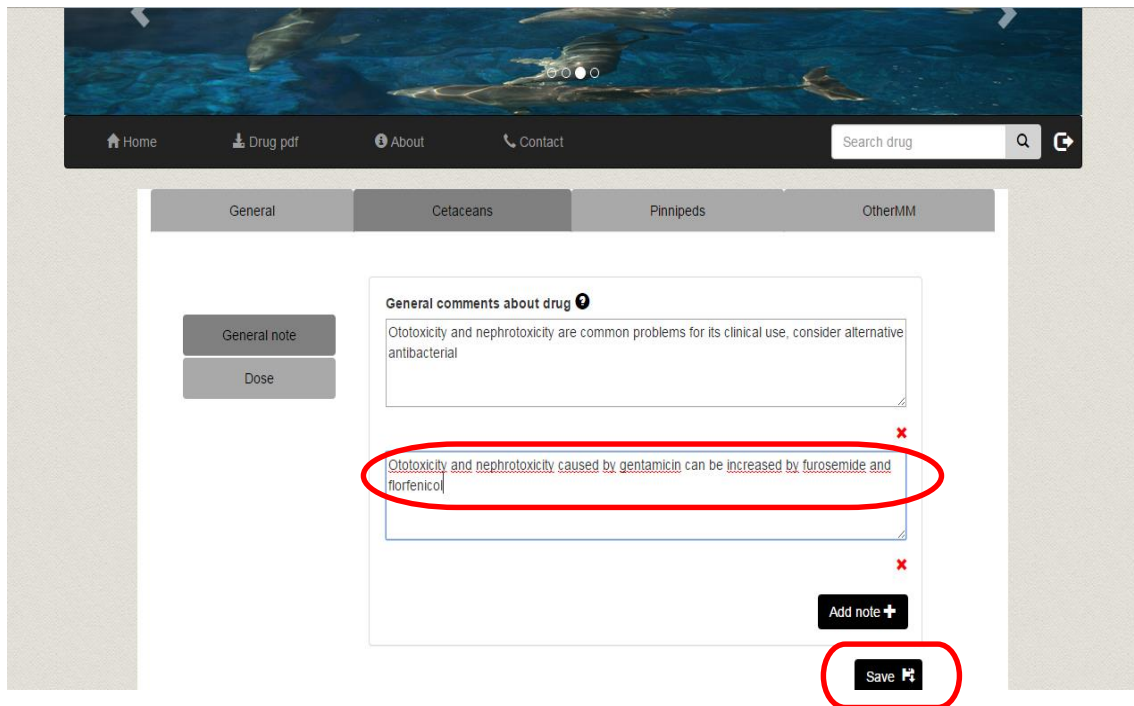 Home Drug pdf About Contact Search drug
General Cetaceans Pinnipeds OtherMM
General comments about drug
General note
Dose
Ototoxicity and nephrotoxicity are common problems for its clinical use, consider alternative
antibacterial
Ototoxicity and nephrotoxicity caused by gentamicin can be increased by furosemide and
florfenicol
Add note
Save